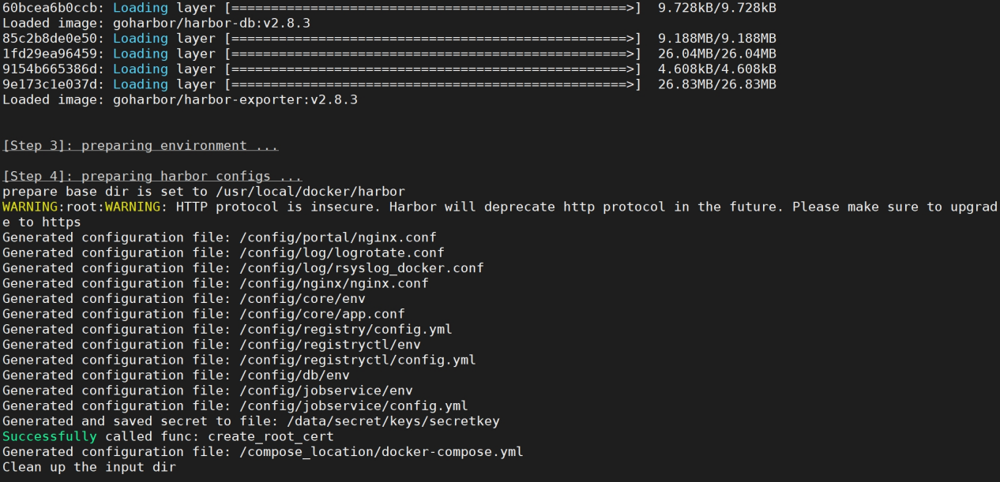 60bcea6b0ccb: Loading layer [==================================================>]  9.728kB/9.728kB
Loaded image: goharbor/harbor-db:v2.8.3
85c2b8de0e50: Loading layer [==================================================>]  9.188MB/9.188MB
1fd29ea96459: Loading layer [==================================================>]  26.04MB/26.04MB
9154b665386d: Loading layer [==================================================>]  4.608kB/4.608kB
9e173c1e037d: Loading layer [==================================================>]  26.83MB/26.83MB
Loaded image: goharbor/harbor-exporter:v2.8.3
[Step 3]: preparing environment ...
[Step 4]: preparing harbor configs ...
prepare base dir is set to /usr/local/docker/harbor
WARNING:root:WARNING: HTTP protocol is insecure. Harbor will deprecate http protocol in the future. Please make sure to upgrad
e to https
Generated configuration file: /config/portal/nginx.conf
Generated configuration file: /config/log/logrotate.conf
Generated configuration file: /config/log/rsyslog_docker.conf
Generated configuration file: /config/nginx/nginx.conf
Generated configuration file: /config/core/env
Generated configuration file: /config/core/app.conf
Generated configuration file: /config/registry/config.yml
Generated configuration file: /config/registryctl/env
Generated configuration file: /config/registryctl/config.yml
Generated configuration file: /config/db/env
Generated configuration file: /config/jobservice/env
Generated configuration file: /config/jobservice/config.yml
Generated and saved secret to file: /data/secret/keys/secretkey
Successfully called func: create_root_cert
Generated configuration file: /compose_location/docker-compose.yml
Clean up the input dir